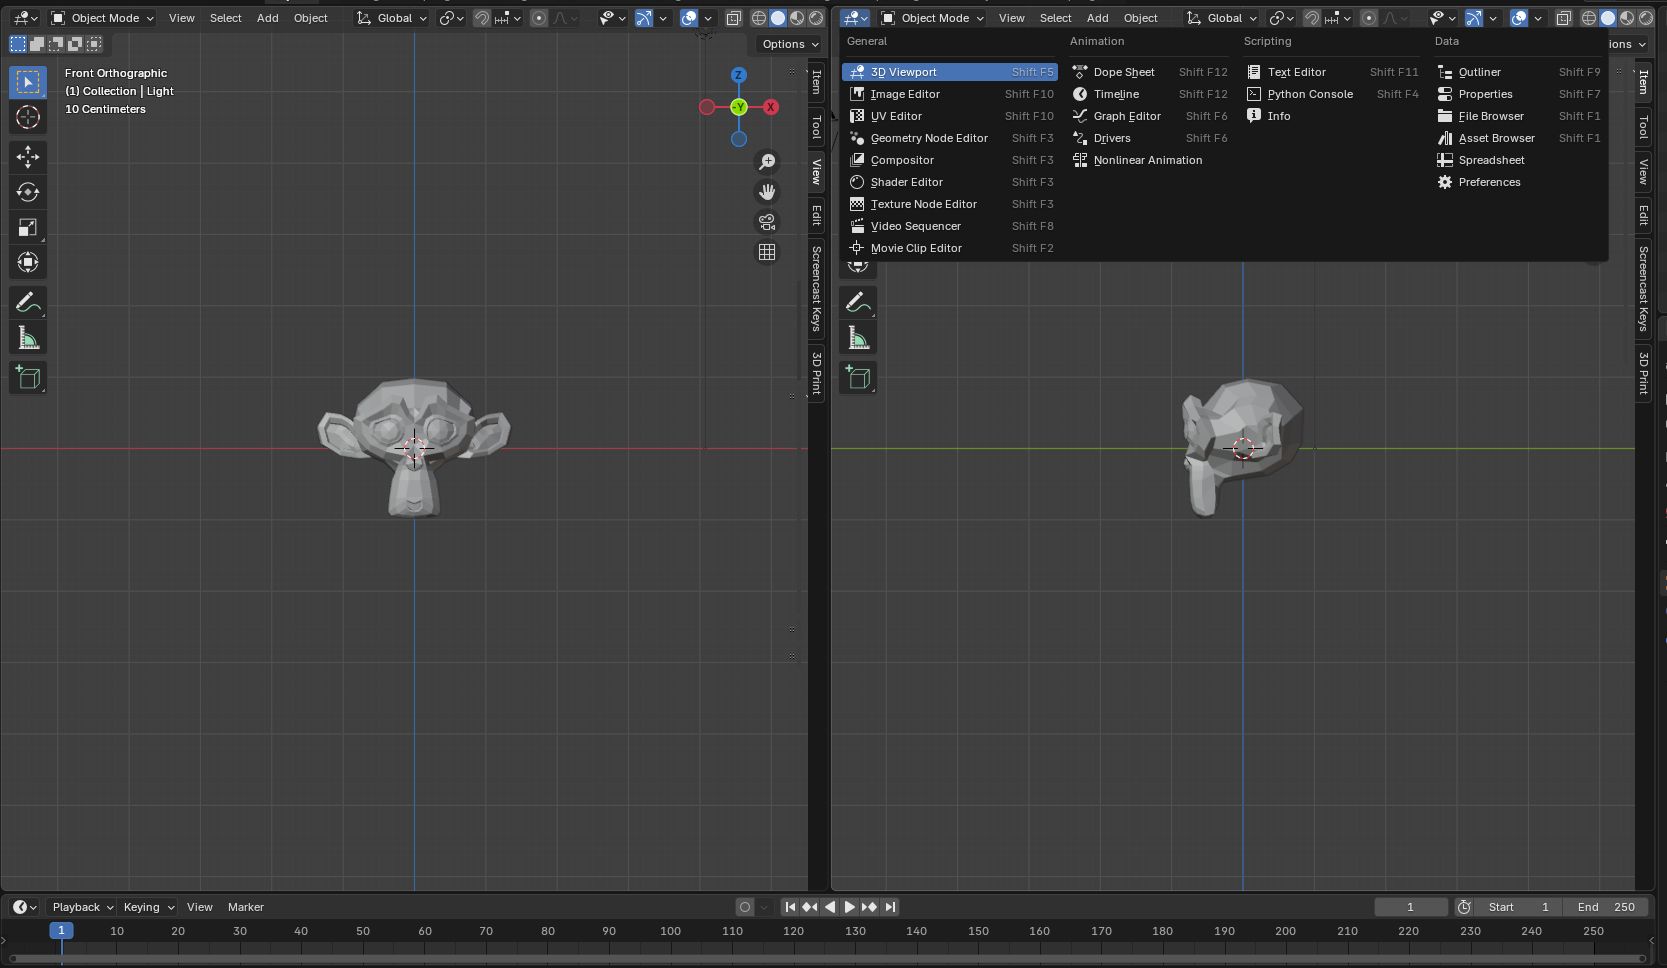 Object Mode View Select Add Object Global
Options
Front Orthographic
(1) Collection | Light
10 Centimeters
Z
-Y
X
Item
Tool
View
Edit
Screencast Keys
3D Print
Object Mode View Select Add Object Global
ions
General
3D Viewport Shift F5
Image Editor Shift F10
UV Editor Shift F10
Geometry Node Editor Shift F3
Compositor Shift F3
Shader Editor Shift F3
Texture Node Editor Shift F3
Video Sequencer Shift F8
Movie Clip Editor Shift F2
Animation
Dope Sheet Shift F12
Timeline Shift F12
Graph Editor Shift F6
Drivers Shift F6
Nonlinear Animation
Scripting
Text Editor Shift F11
Python Console Shift F4
Info
Data
Outliner Shift F9
Properties Shift F7
File Browser Shift F1
Asset Browser Shift F1
Spreadsheet
Preferences
Item
Tool
View
Edit
Screencast Keys
3D Print
Playback Keying View Marker 1 Start 1 End 250
1 10 20 30 40 50 60 70 80 90 100 110 120 130 140 150 160 170 180 190 200 210 220 230 240 250